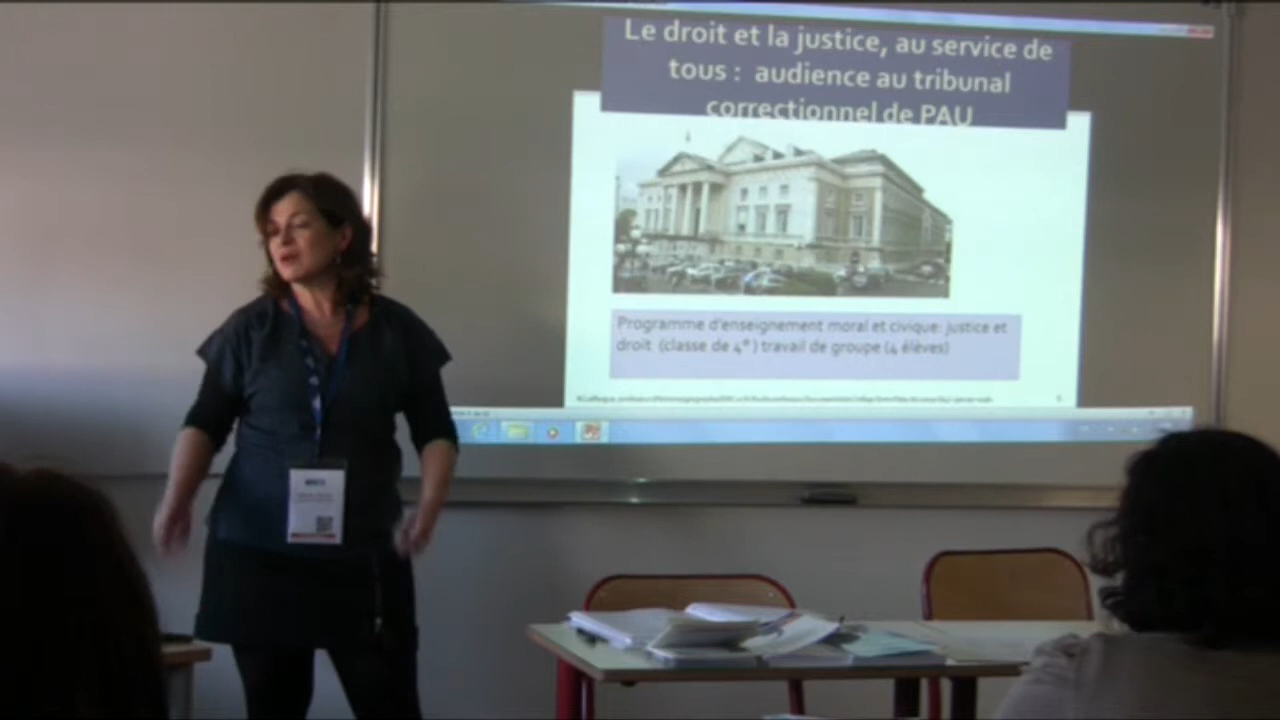 Le droit et la justice, au service de
tous : audience au tribunal
correctionnel de PAU
Programme d'enseignement moral et civique: justice et
droit (classe de 4e) travail de groupe (4 élèves)